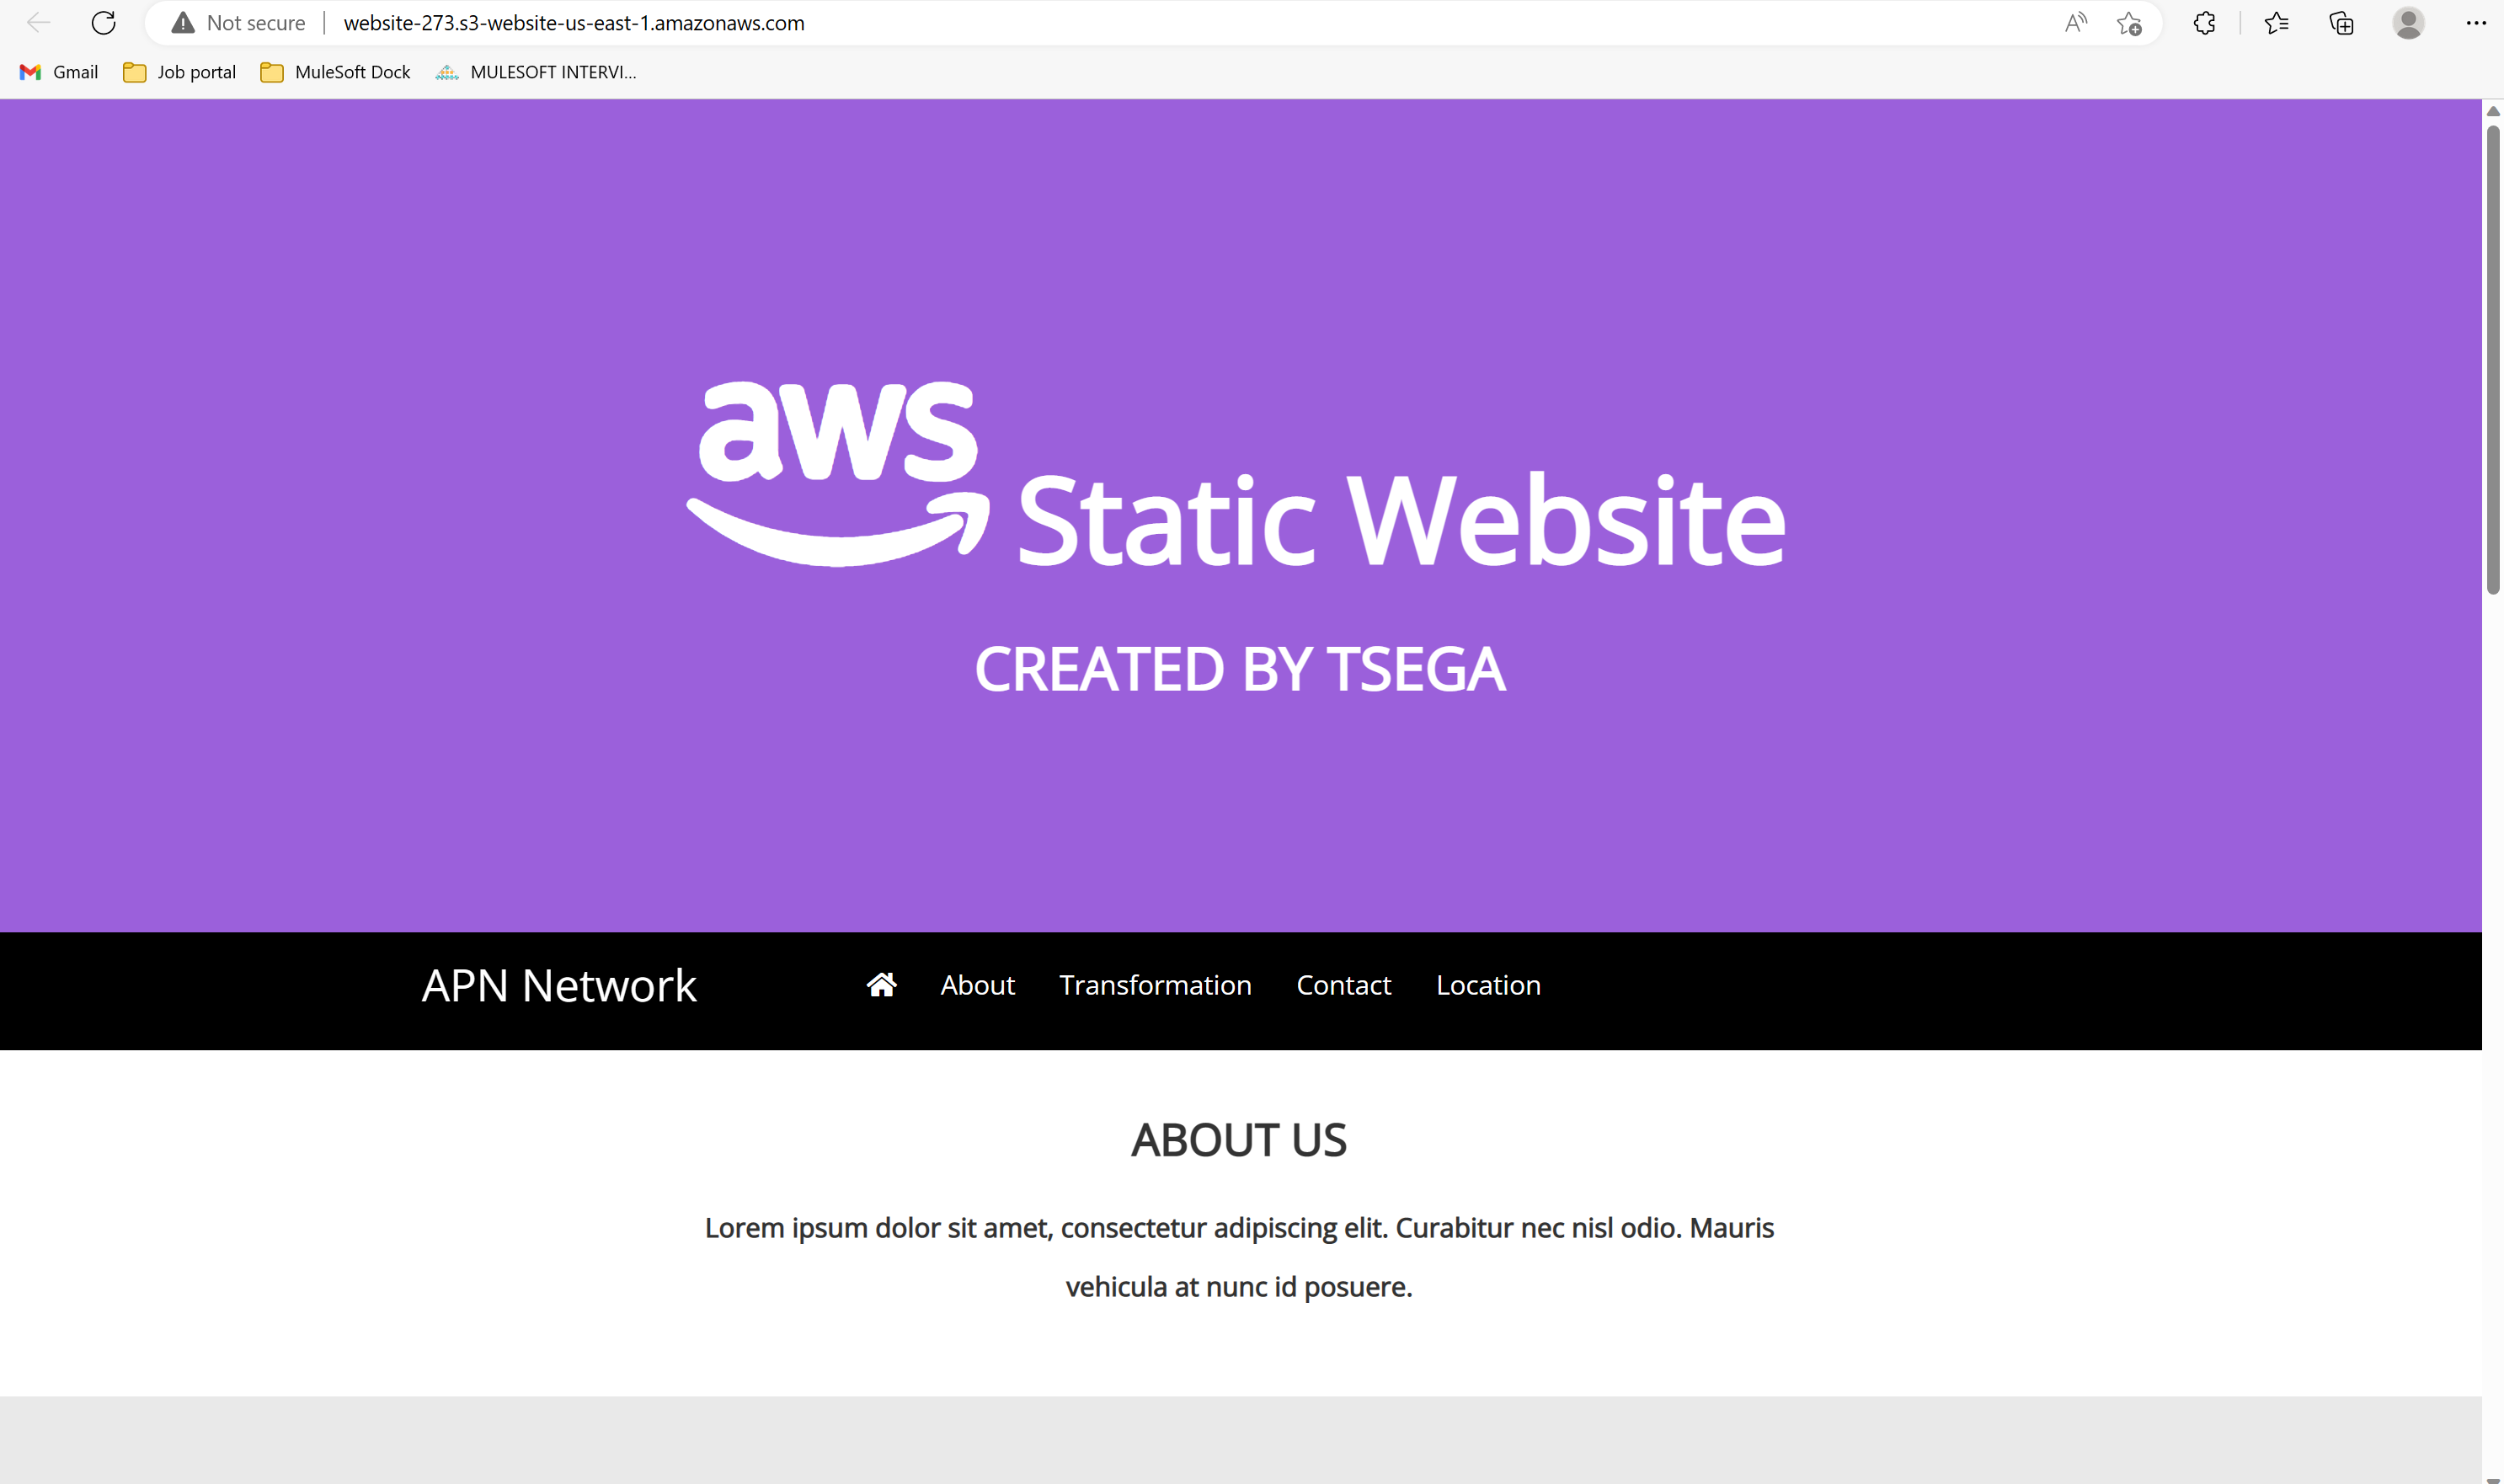 Not secure | website-273.s3-website-us-east-1.amazonaws.com
Gmail Job portal MuleSoft Dock MULESOFT INTERVI...
aws Static Website
CREATED BY TSEGA
APN Network About Transformation Contact Location
ABOUT US
Lorem ipsum dolor sit amet, consectetur adipiscing elit. Curabitur nec nisl odio. Mauris
vehicula at nunc id posuere.